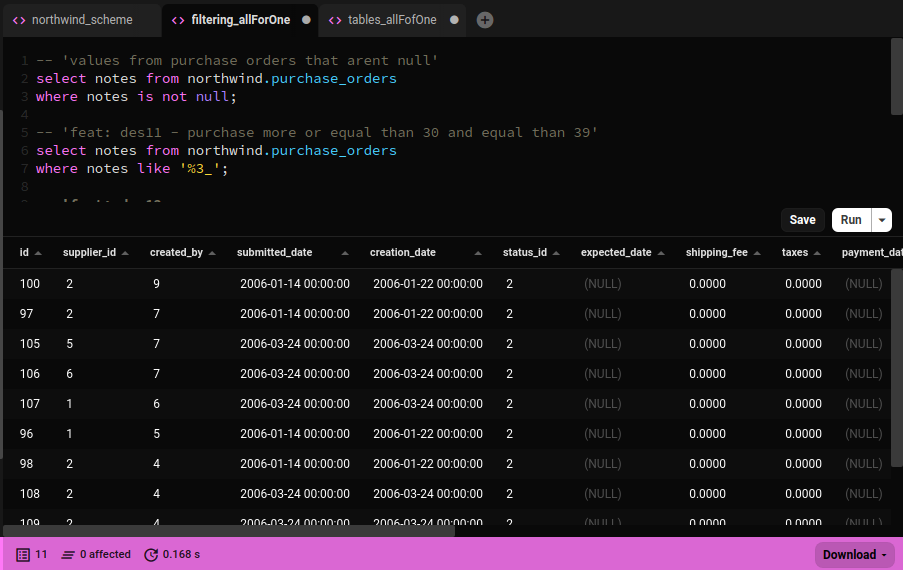 northwind_scheme filtering_allForOne tables_allFofOne
1 -- 'values from purchase orders that arent null'
2 select notes from northwind.purchase_orders
3 where notes is not null;
4
5 -- 'feat: des11 - purchase more or equal than 30 and equal than 39'
6 select notes from northwind.purchase_orders
7 where notes like '%3_';
8
Save Run
id supplier_id created_by submitted_date creation_date status_id expected_date shipping_fee taxes payment_dat
100 2 9 2006-01-14 00:00:00 2006-01-22 00:00:00 2 (NULL) 0.0000 0.0000 (NULL)
97 2 7 2006-01-14 00:00:00 2006-01-22 00:00:00 2 (NULL) 0.0000 0.0000 (NULL)
105 5 7 2006-03-24 00:00:00 2006-03-24 00:00:00 2 (NULL) 0.0000 0.0000 (NULL)
106 6 7 2006-03-24 00:00:00 2006-03-24 00:00:00 2 (NULL) 0.0000 0.0000 (NULL)
107 1 6 2006-03-24 00:00:00 2006-03-24 00:00:00 2 (NULL) 0.0000 0.0000 (NULL)
96 1 5 2006-01-14 00:00:00 2006-01-22 00:00:00 2 (NULL) 0.0000 0.0000 (NULL)
98 2 4 2006-01-14 00:00:00 2006-01-22 00:00:00 2 (NULL) 0.0000 0.0000 (NULL)
108 2 4 2006-03-24 00:00:00 2006-03-24 00:00:00 2 (NULL) 0.0000 0.0000 (NULL)
109 2 4 2006-03-24 00:00:00 2006-03-24 00:00:00 2 (NULL) 0.0000 0.0000 (NULL)
11 0 affected 0.168 s Download